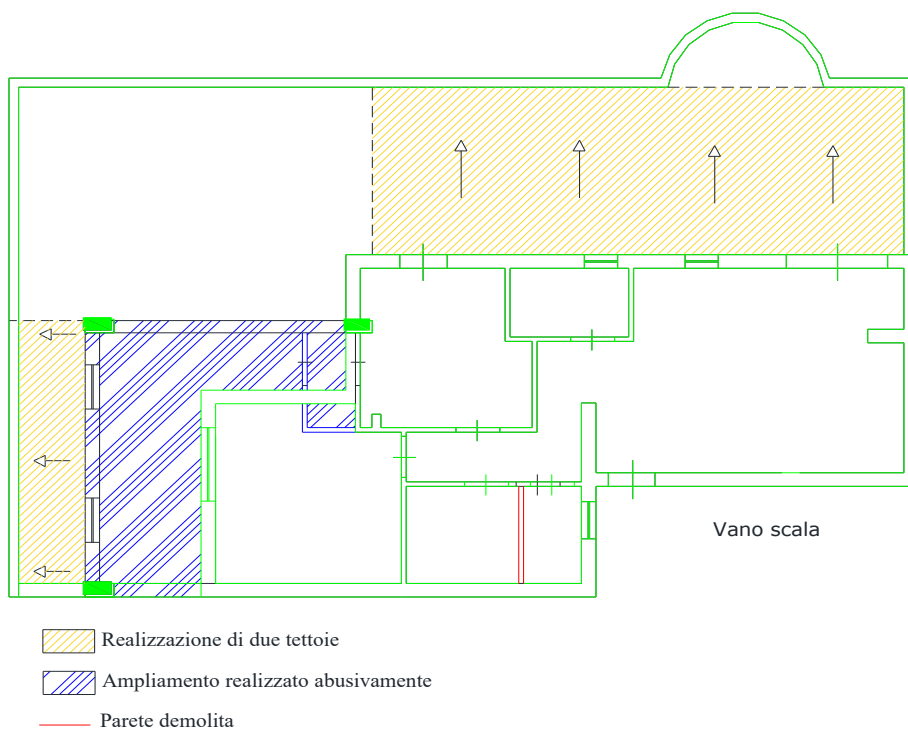 Vano scala
Realizzazione di due tettoie
Ampliamento realizzato abusivamente
Parete demolita